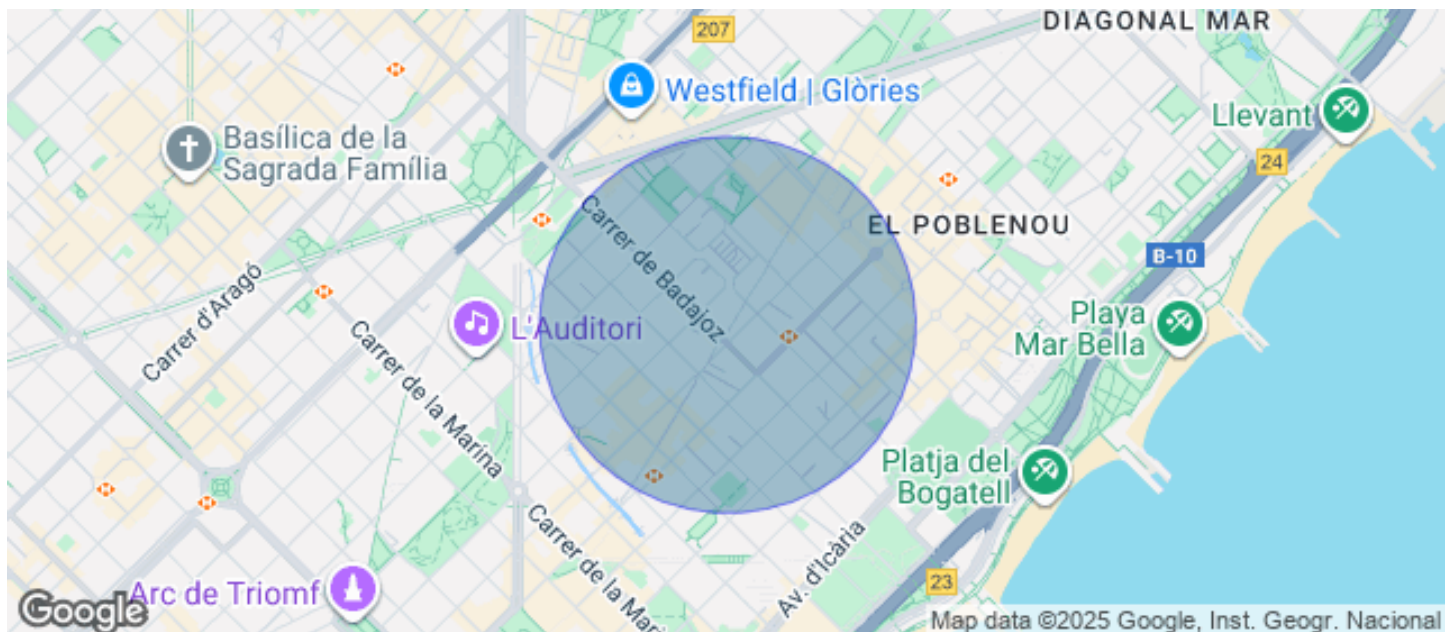 DIAGONAL MAR
207
Westfield | Glòries
Llevant
Basílica de la
Sagrada Família
24
Carrer de Badajoz
EL POBLENOU
B-10
Carrer d'Aragó
L'Auditori
Playa
Mar Bella
Carrer de la Marina
Platja del
Bogatell
Carrer de la Mari
Av. d'Icària
23
Arc de Triomf
Google
Map data ©2025 Google, Inst. Geogr. Nacional